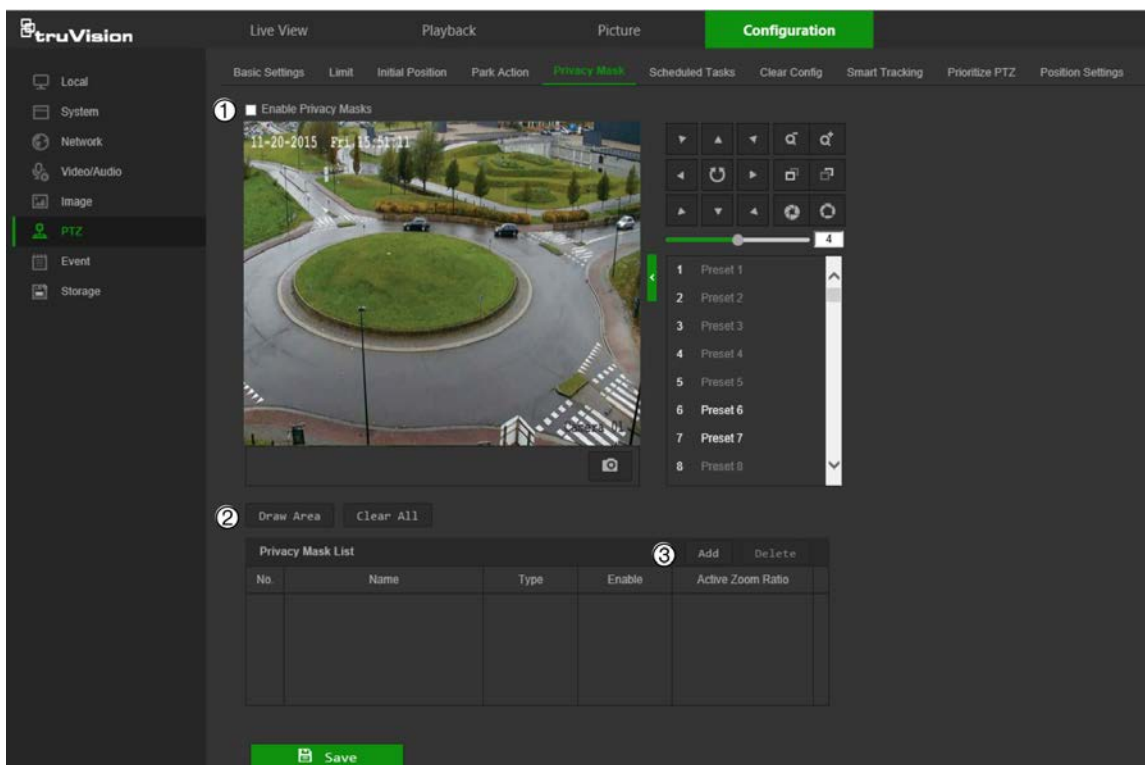 truVision
Live View Playback Picture Configuration
Basic Settings Limit Initial Position Park Action Privacy Mask Scheduled Tasks Clear Config Smart Tracking Prioritize PTZ Position Settings
Local
System
Network
Video/Audio
Image
PTZ
Event
Storage
1 Enable Privacy Masks
11-20-2015 Fri 15:51:11
Camera 01
4
1 Preset 1
2 Preset 2
3 Preset 3
4 Preset 4
5 Preset 5
6 Preset 6
7 Preset 7
8 Preset 8
2 Draw Area Clear All
Privacy Mask List 3 Add Delete
No. Name Type Enable Active Zoom Ratio
Save